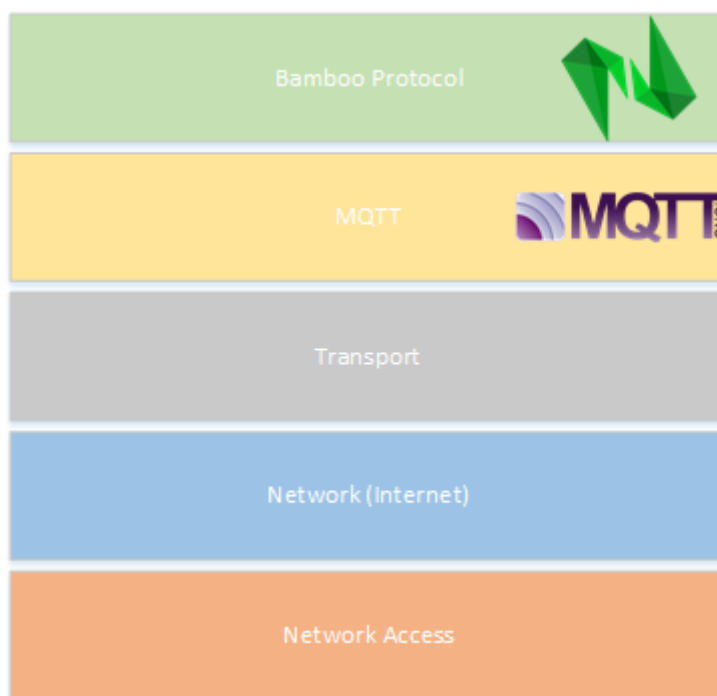 Bamboo Protocol
MQTT
MQTT
Transport
Network (Internet)
Network Access